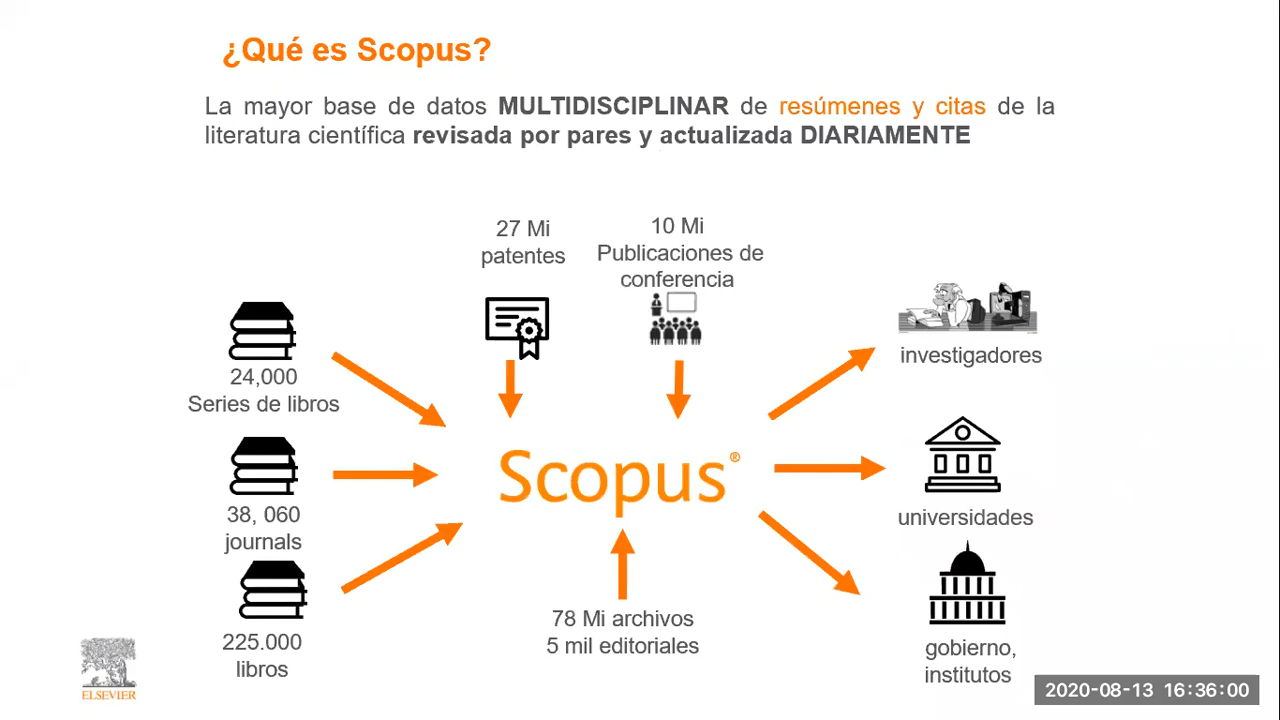 ¿Qué es Scopus?
La mayor base de datos MULTIDISCIPLINAR de resúmenes y citas de la
literatura científica revisada por pares y actualizada DIARIAMENTE
27 Mi
patentes
10 Mi
Publicaciones de
conferencia
24,000
Series de libros
investigadores
38, 060
journals
Scopus®
universidades
225.000
libros
78 Mi archivos
5 mil editoriales
gobierno,
institutos
ELSEVIER
2020-08-13 16:36:00